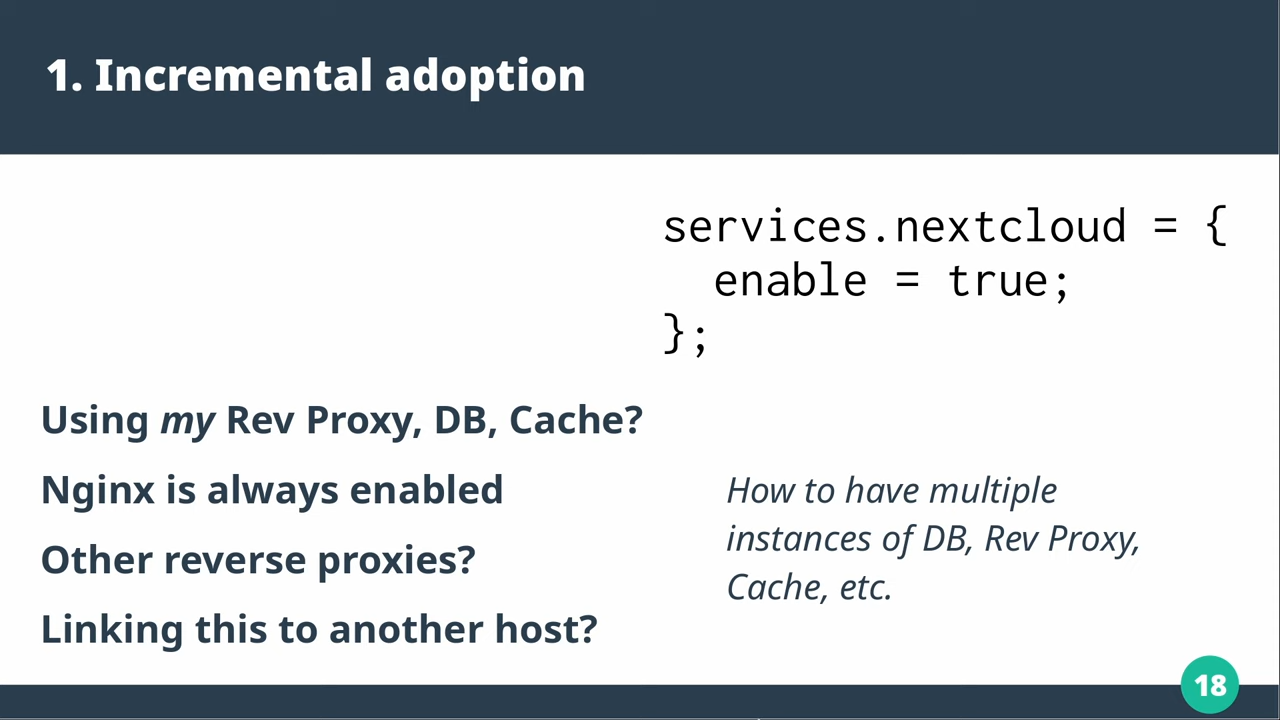 1. Incremental adoption
services.nextcloud = {
  enable = true;
};
Using my Rev Proxy, DB, Cache?
Nginx is always enabled
Other reverse proxies?
Linking this to another host?
How to have multiple
instances of DB, Rev Proxy,
Cache, etc.
18